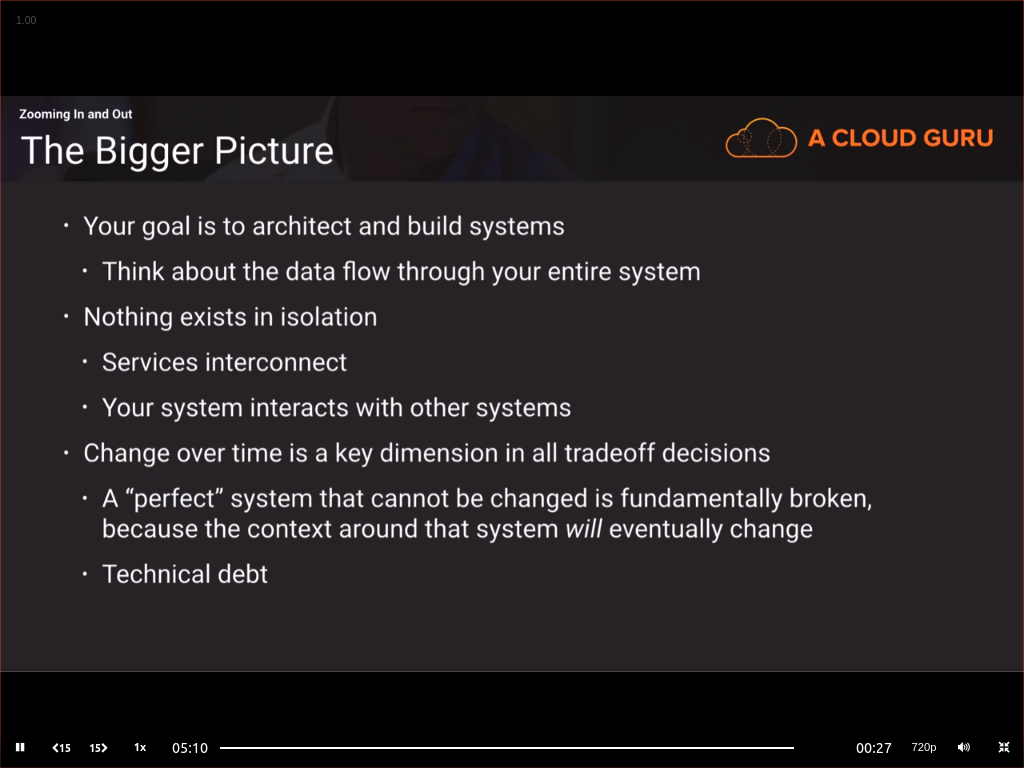 1.00
Zooming In and Out
The Bigger Picture
A CLOUD GURU
· Your goal is to architect and build systems
· Think about the data flow through your entire system
· Nothing exists in isolation
· Services interconnect
· Your system interacts with other systems
· Change over time is a key dimension in all tradeoff decisions
· A “perfect” system that cannot be changed is fundamentally broken,
because the context around that system will eventually change
· Technical debt
15 15 1x 05:10 00:27 720p